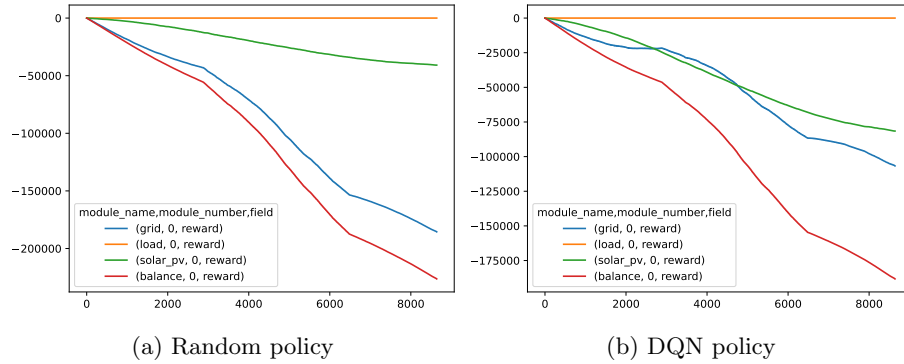 0
−50000
−100000
−150000
−200000
0 2000 4000 6000 8000
module_name,module_number,field
(grid, 0, reward)
(load, 0, reward)
(solar_pv, 0, reward)
(balance, 0, reward)
(a) Random policy
0
−25000
−50000
−75000
−100000
−125000
−150000
−175000
0 2000 4000 6000 8000
module_name,module_number,field
(grid, 0, reward)
(load, 0, reward)
(solar_pv, 0, reward)
(balance, 0, reward)
(b) DQN policy